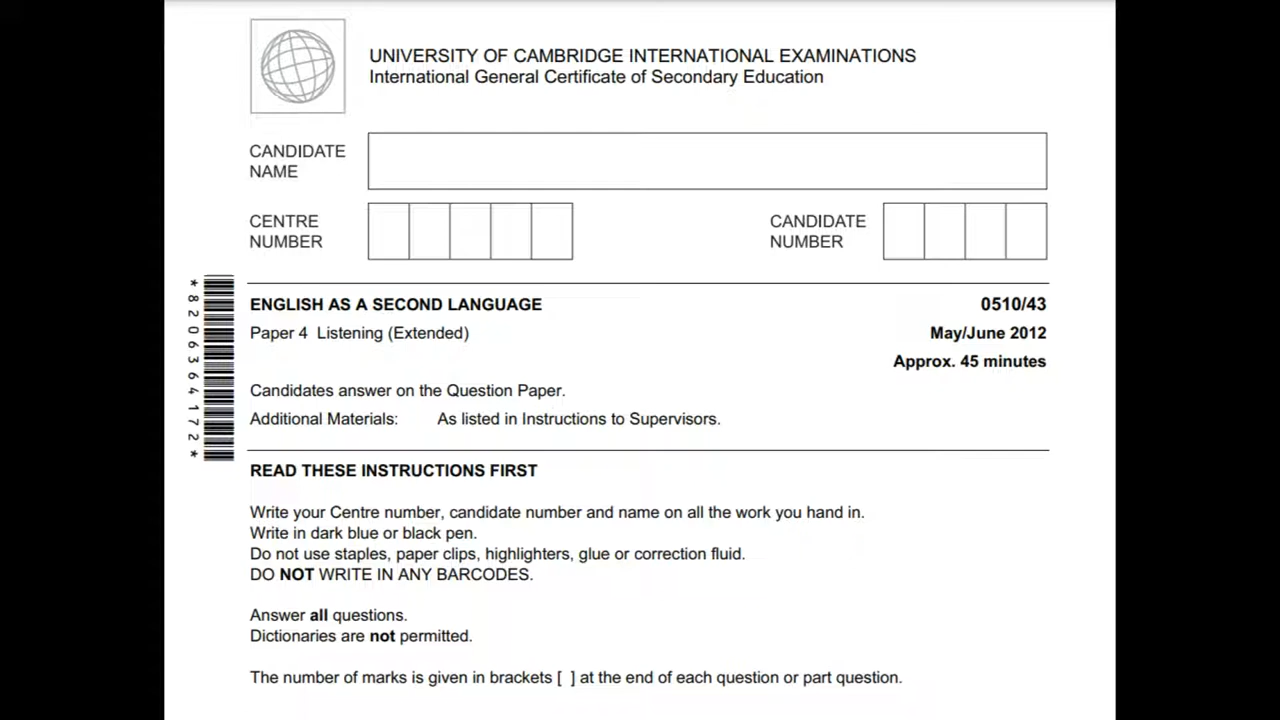 UNIVERSITY OF CAMBRIDGE INTERNATIONAL EXAMINATIONS
International General Certificate of Secondary Education
CANDIDATE
NAME
CENTRE
NUMBER
CANDIDATE
NUMBER
*8206364172*
ENGLISH AS A SECOND LANGUAGE 0510/43
Paper 4 Listening (Extended) May/June 2012
Approx. 45 minutes
Candidates answer on the Question Paper.
Additional Materials: As listed in Instructions to Supervisors.
READ THESE INSTRUCTIONS FIRST
Write your Centre number, candidate number and name on all the work you hand in.
Write in dark blue or black pen.
Do not use staples, paper clips, highlighters, glue or correction fluid.
DO NOT WRITE IN ANY BARCODES.
Answer all questions.
Dictionaries are not permitted.
The number of marks is given in brackets [ ] at the end of each question or part question.